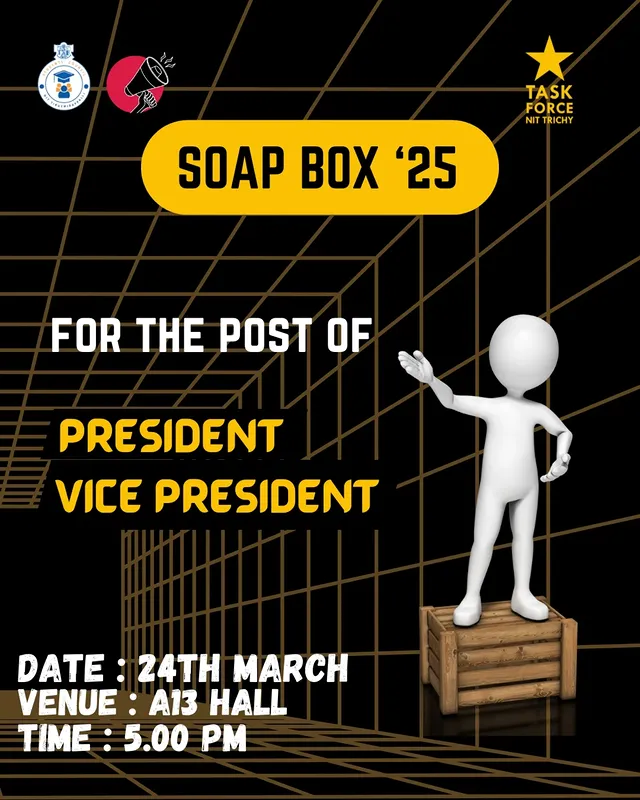 TASK
FORCE
NIT TRICHY
SOAP BOX ‘25
FOR THE POST OF
PRESIDENT
VICE PRESIDENT
DATE : 24TH MARCH
VENUE : A13 HALL
TIME : 5.00 PM